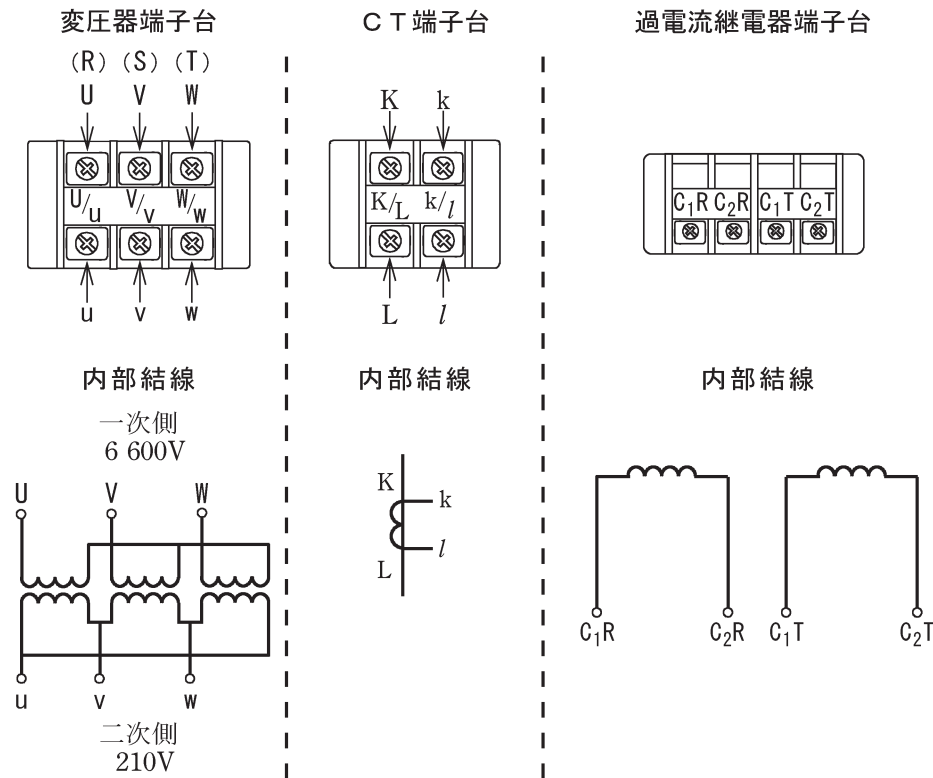 変圧器端子台
(R) (S) (T)
U V W
U/u V/v W/w
u v w
内部結線
一次側
6 600V
U V W
u v w
二次側
210V
CT端子台
K k
K/L k/l
L l
内部結線
K
k
l
L
過電流継電器端子台
C₁R C₂R C₁T C₂T
内部結線
C₁R C₂R C₁T C₂T